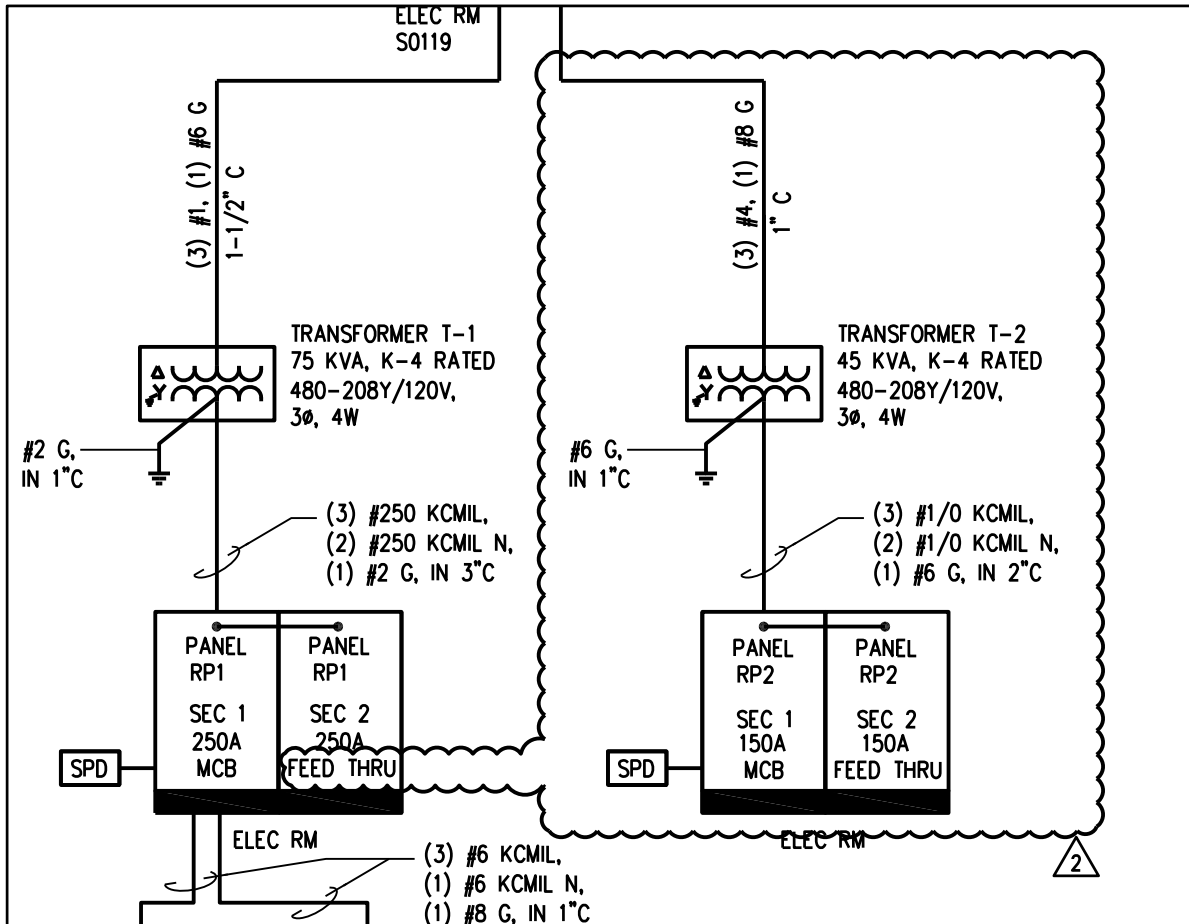 ELEC RM
S0119
(3) #1, (1) #6 G
1-1/2" C
(3) #4, (1) #8 G
1" C
TRANSFORMER T-1
75 KVA, K-4 RATED
480-208Y/120V,
3ø, 4W
Δ
Y
#2 G,
IN 1"C
TRANSFORMER T-2
45 KVA, K-4 RATED
480-208Y/120V,
3ø, 4W
Δ
Y
#6 G,
IN 1"C
(3) #250 KCMIL,
(2) #250 KCMIL N,
(1) #2 G, IN 3"C
(3) #1/0 KCMIL,
(2) #1/0 KCMIL N,
(1) #6 G, IN 2"C
PANEL
RP1
SEC 1
250A
MCB
PANEL
RP1
SEC 2
250A
FEED THRU
SPD
ELEC RM
PANEL
RP2
SEC 1
150A
MCB
PANEL
RP2
SEC 2
150A
FEED THRU
SPD
ELEC RM
2
(3) #6 KCMIL,
(1) #6 KCMIL N,
(1) #8 G, IN 1"C